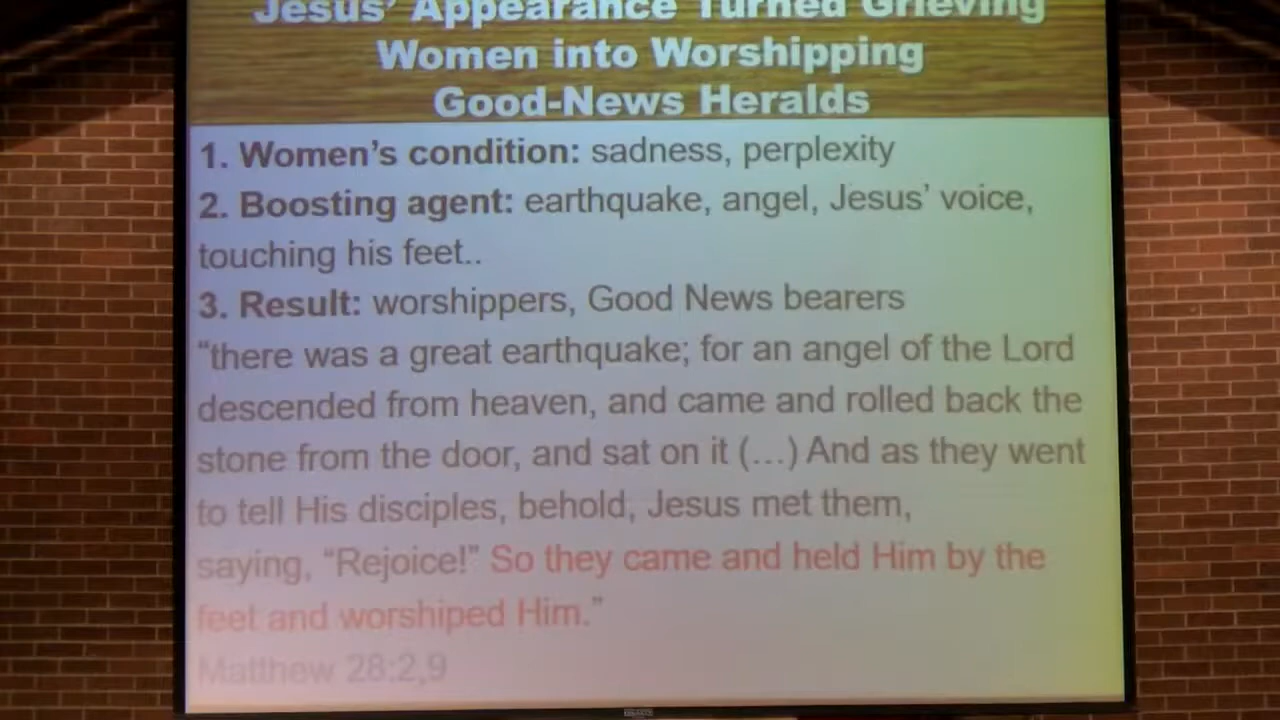 Jesus' Appearance Turned Grieving
Women into Worshipping
Good-News Heralds
1. Women's condition: sadness, perplexity
2. Boosting agent: earthquake, angel, Jesus' voice,
touching his feet..
3. Result: worshippers, Good News bearers
“there was a great earthquake; for an angel of the Lord
descended from heaven, and came and rolled back the
stone from the door, and sat on it (...) And as they went
to tell His disciples, behold, Jesus met them,
saying, “Rejoice!” So they came and held Him by the
feet and worshiped Him.”
Matthew 28:2,9